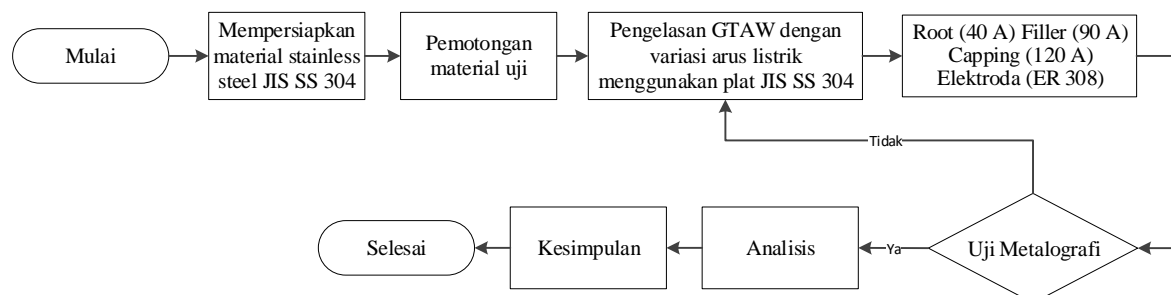 Mulai
Mempersiapkan
material stainless
steel JIS SS 304
Pemotongan
material uji
Pengelasan GTAW dengan
variasi arus listrik
menggunakan plat JIS SS 304
Root (40 A) Filler (90 A)
Capping (120 A)
Elektroda (ER 308)
Tidak
Uji Metalografi
Ya
Analisis
Kesimpulan
Selesai